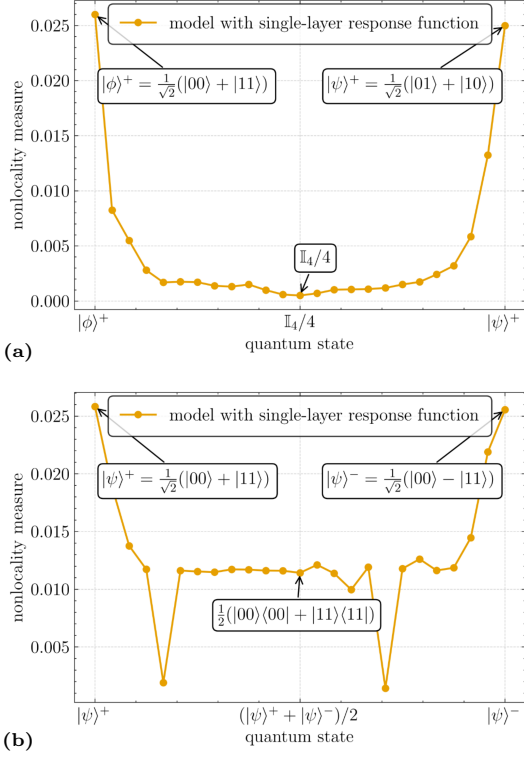 model with single-layer response function
|ϕ⟩⁺ = 1/√2(|00⟩ + |11⟩)
|ψ⟩⁺ = 1/√2(|01⟩ + |10⟩)
𝕀₄/4
nonlocality measure
0.025
0.020
0.015
0.010
0.005
0.000
|ϕ⟩⁺
𝕀₄/4
|ψ⟩⁺
quantum state
(a)
model with single-layer response function
|ψ⟩⁺ = 1/√2(|00⟩ + |11⟩)
|ψ⟩⁻ = 1/√2(|00⟩ − |11⟩)
1/2(|00⟩⟨00| + |11⟩⟨11|)
nonlocality measure
0.025
0.020
0.015
0.010
0.005
|ψ⟩⁺
(|ψ⟩⁺ + |ψ⟩⁻)/2
|ψ⟩⁻
quantum state
(b)